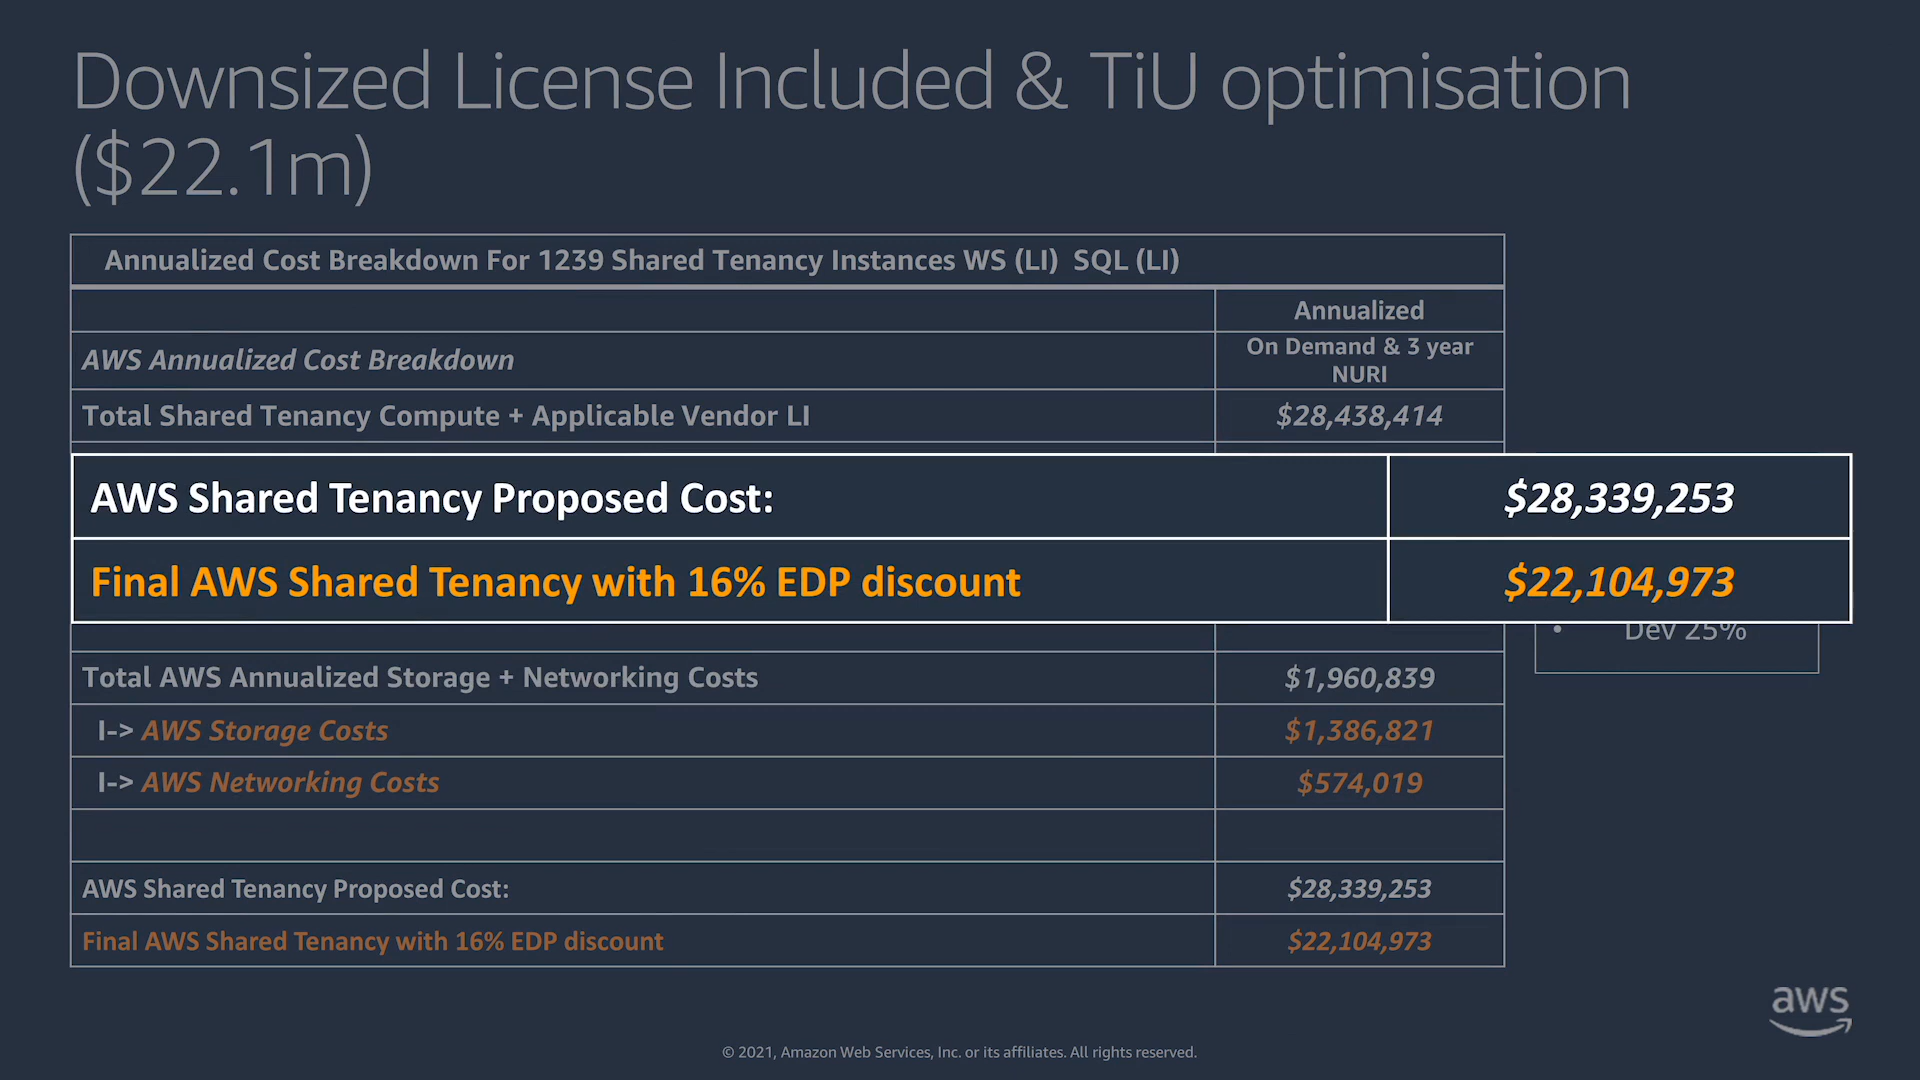 Downsized License Included & TiU optimisation
($22.1m)
Annualized Cost Breakdown For 1239 Shared Tenancy Instances WS (LI)  SQL (LI)
Annualized
AWS Annualized Cost Breakdown
On Demand & 3 year
NURI
Total Shared Tenancy Compute + Applicable Vendor LI
$28,438,414
AWS Shared Tenancy Proposed Cost:
$28,339,253
Final AWS Shared Tenancy with 16% EDP discount
$22,104,973
• Dev 25%
Total AWS Annualized Storage + Networking Costs
$1,960,839
I-> AWS Storage Costs
$1,386,821
I-> AWS Networking Costs
$574,019
AWS Shared Tenancy Proposed Cost:
$28,339,253
Final AWS Shared Tenancy with 16% EDP discount
$22,104,973
aws
© 2021, Amazon Web Services, Inc. or its affiliates. All rights reserved.